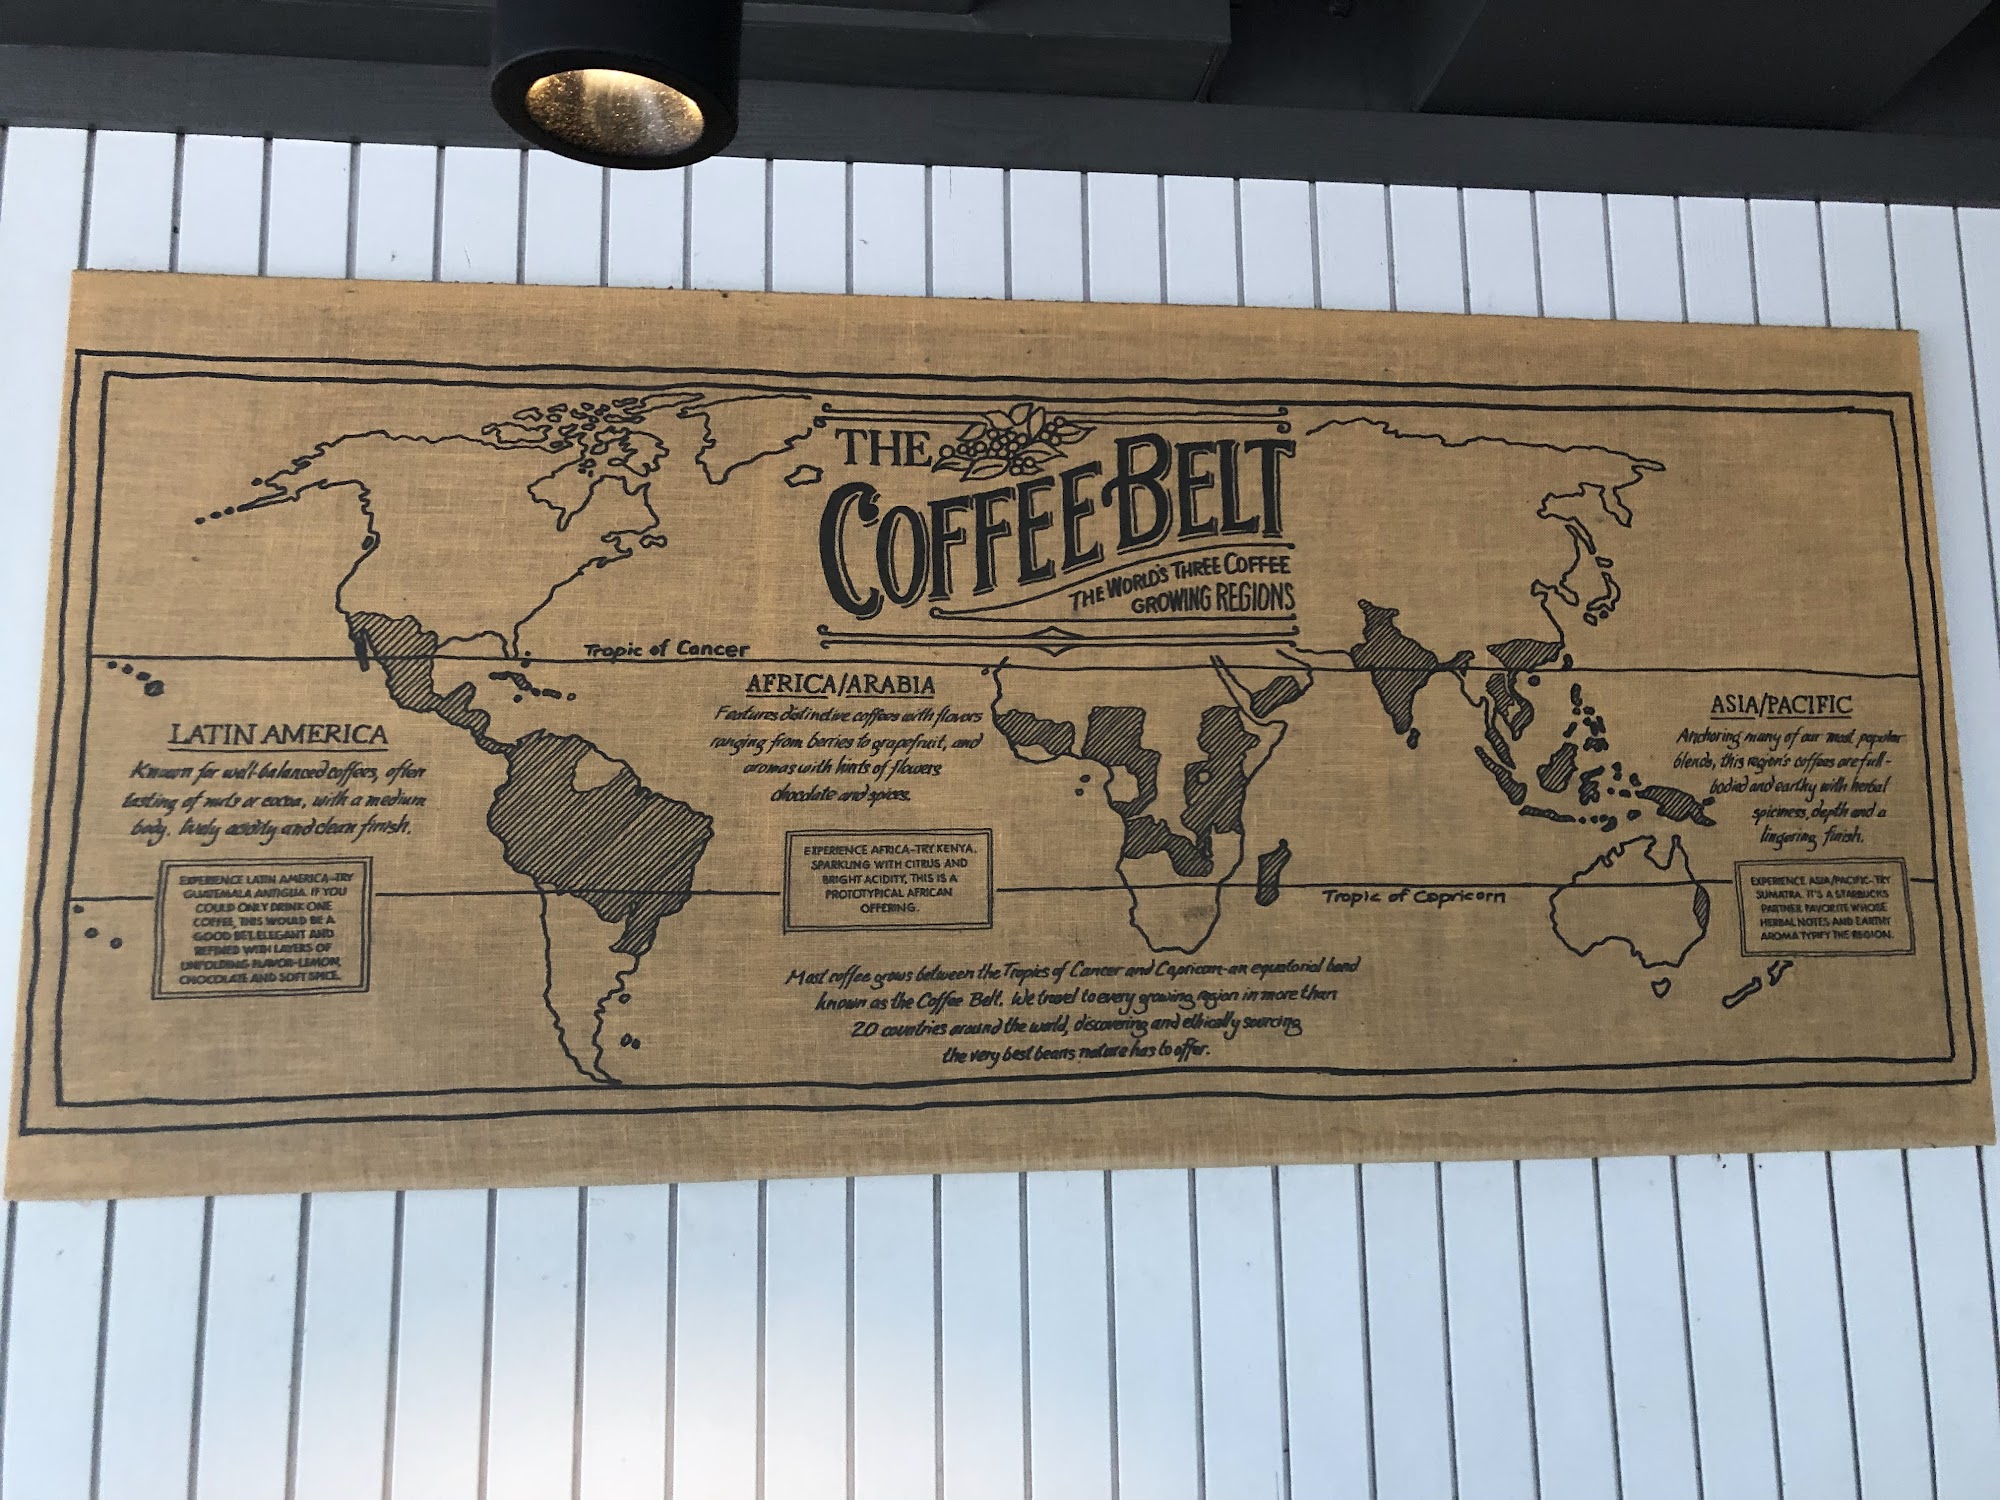 THE
COFFEE BELT
THE WORLD'S THREE COFFEE
GROWING REGIONS
Tropic of Cancer
LATIN AMERICA
Known for well-balanced coffees, often
tasting of nuts or cocoa, with a medium
body, lively acidity and clean finish.
EXPERIENCE LATIN AMERICA-TRY
GUATEMALA ANTIGUA. IF YOU
COULD ONLY DRINK ONE
COFFEE, THIS WOULD BE A
GOOD BET. ELEGANT AND
REFINED WITH LAYERS OF
UNFOLDING FLAVOR-LEMON,
CHOCOLATE AND SOFT SPICE.
AFRICA/ARABIA
Features distinctive coffees with flavors
ranging from berries to grapefruit, and
aromas with hints of flowers
chocolate and spices.
EXPERIENCE AFRICA-TRY KENYA.
SPARKLING WITH CITRUS AND
BRIGHT ACIDITY, THIS IS A
PROTOTYPICAL AFRICAN
OFFERING.
ASIA/PACIFIC
Anchoring many of our most popular
blends, this region's coffees are full-
bodied and earthy with herbal
spiciness, depth and a
lingering finish.
EXPERIENCE ASIA/PACIFIC-TRY
SUMATRA. IT'S A STARBUCKS
PARTNER FAVORITE WHOSE
HERBAL NOTES AND EARTHY
AROMA TYPIFY THE REGION.
Tropic of Capricorn
Most coffee grows between the Tropics of Cancer and Capricorn-an equatorial band
known as the Coffee Belt. We travel to every growing region in more than
20 countries around the world, discovering and ethically sourcing
the very best beans nature has to offer.